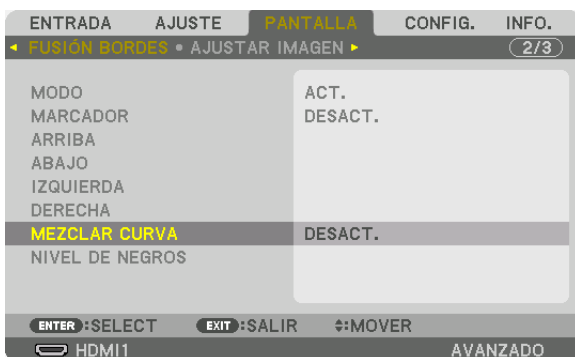 ENTRADA AJUSTE PANTALLA CONFIG. INFO.
FUSIÓN BORDES • AJUSTAR IMAGEN 2/3
MODO ACT.
MARCADOR DESACT.
ARRIBA
ABAJO
IZQUIERDA
DERECHA
MEZCLAR CURVA DESACT.
NIVEL DE NEGROS
ENTER :SELECT EXIT :SALIR :MOVER
HDMI1 AVANZADO